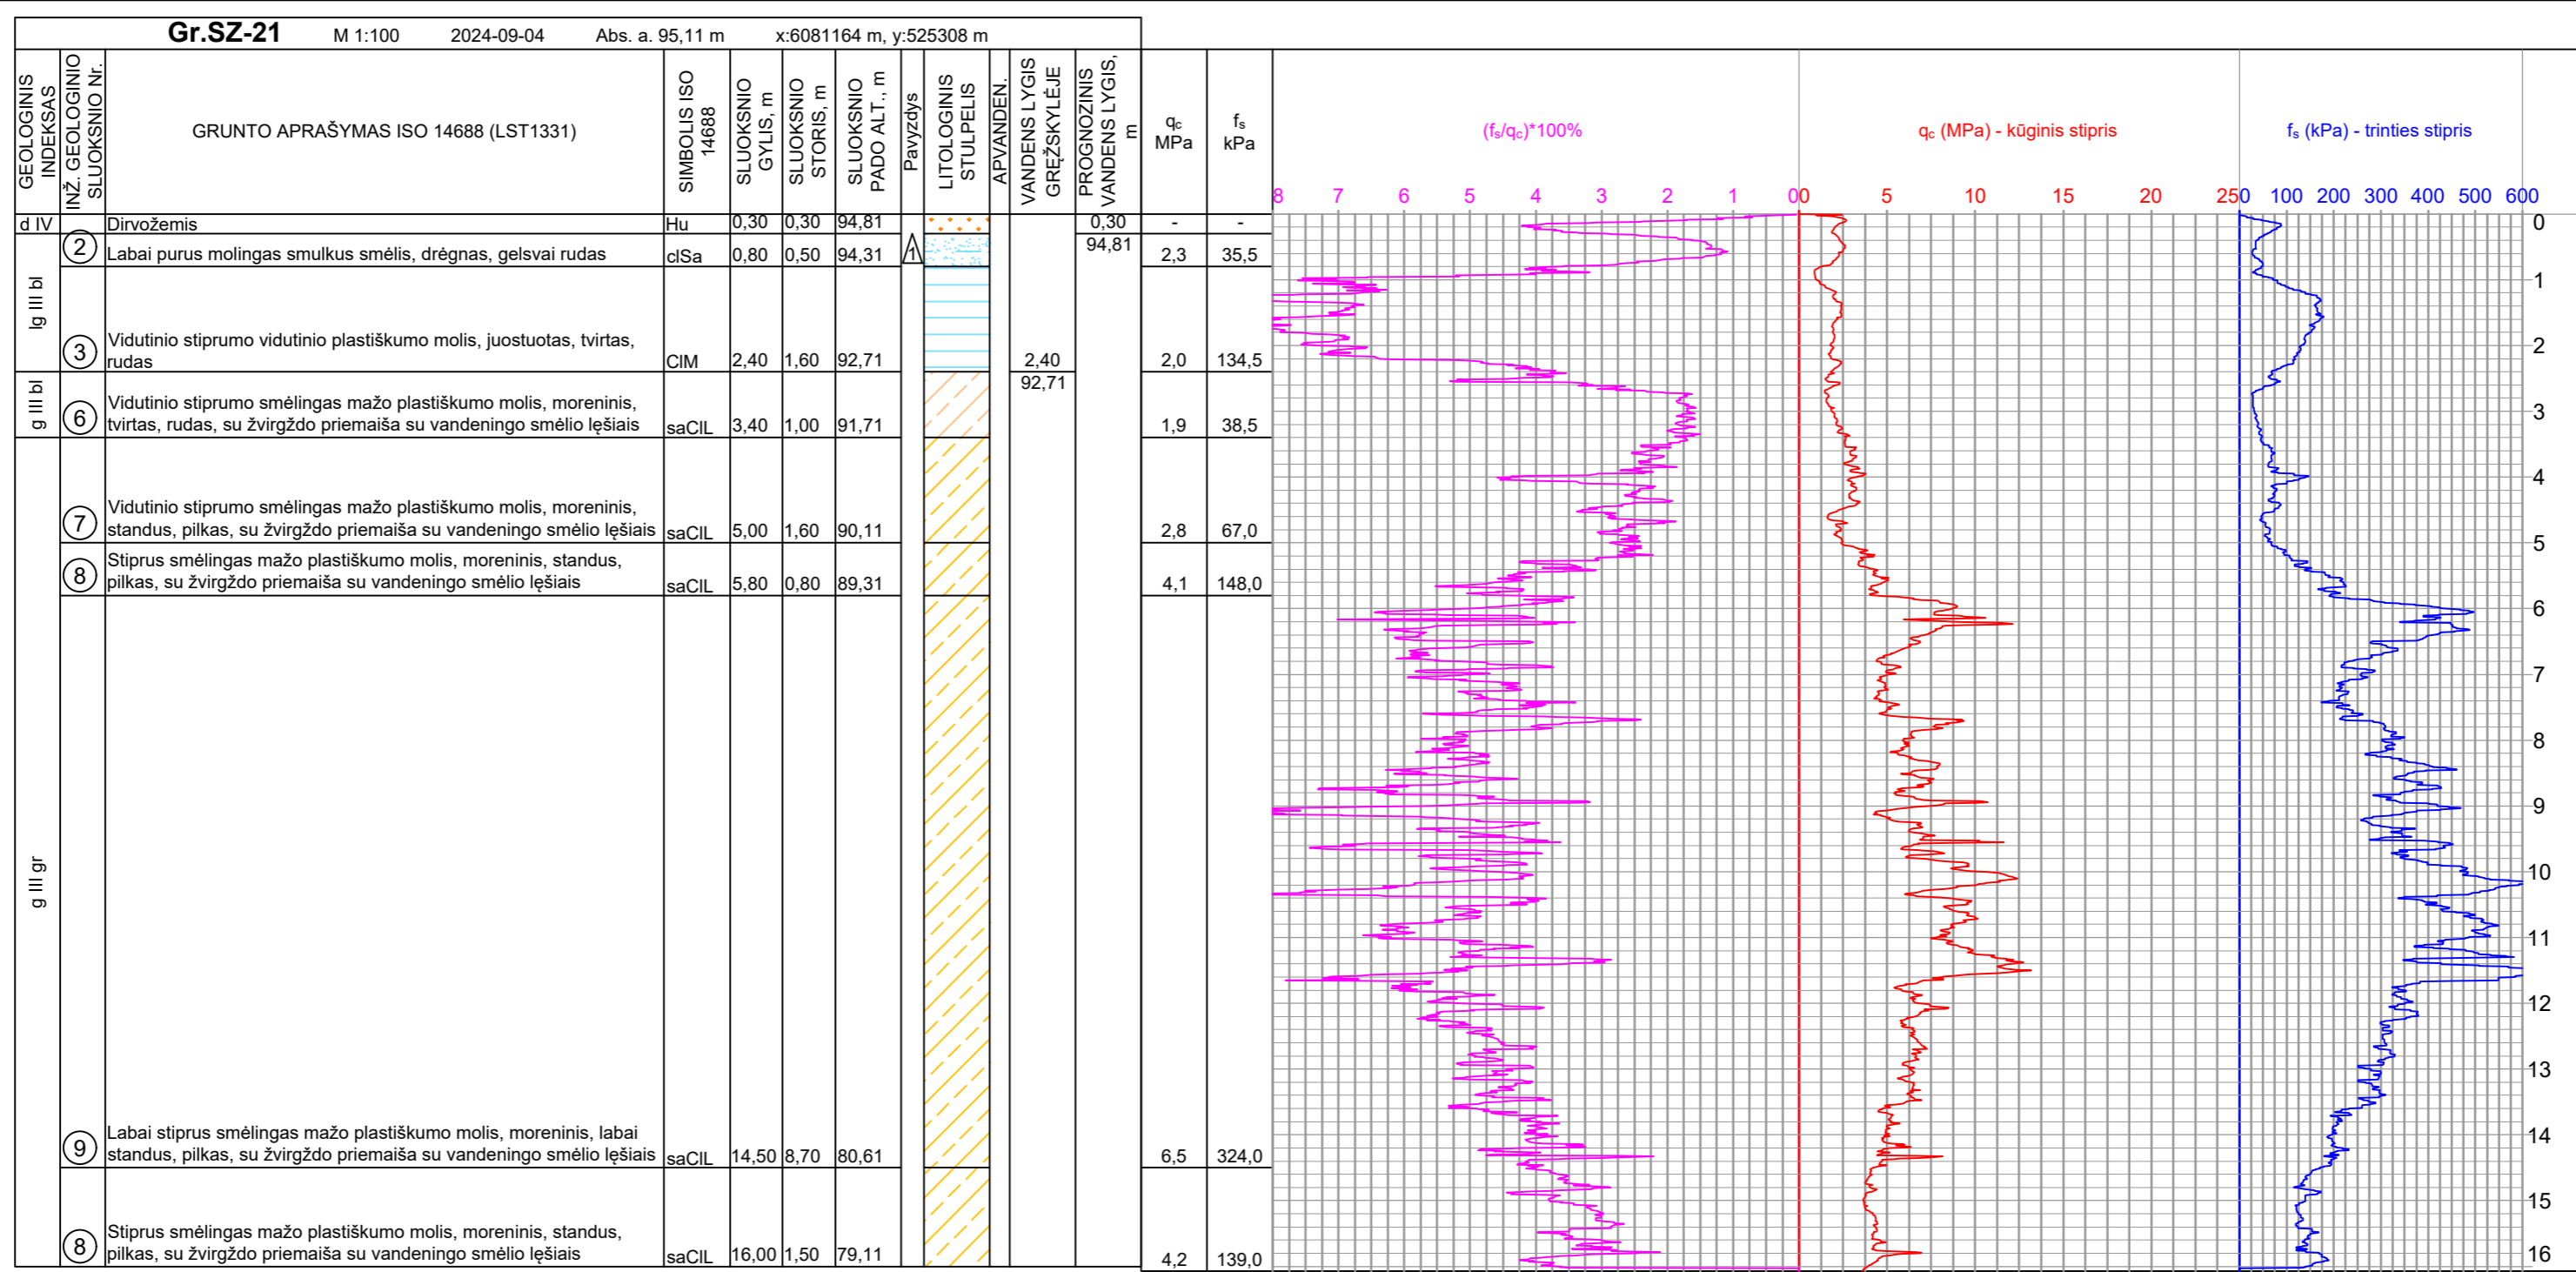 Gr.SZ-21 M 1:100 2024-09-04 Abs. a. 95,11 m x:6081164 m, y:525308 m
GEOLOGINIS
INDEKSAS
INŽ. GEOLOGINIO
SLUOKSNIO Nr.
GRUNTO APRAŠYMAS ISO 14688 (LST1331)
SIMBOLIS ISO
14688
SLUOKSNIO
GYLIS, m
SLUOKSNIO
STORIS, m
SLUOKSNIO
PADO ALT., m
Pavyzdys
LITOLOGINIS
STULPELIS
APVANDEN.
VANDENS LYGIS
GRĘŽSKYLĖJE
PROGNOZINIS
VANDENS LYGIS,
m
qc
MPa
fs
kPa
(fs/qc)*100%
qc (MPa) - kūginis stipris
fs (kPa) - trinties stipris
8 7 6 5 4 3 2 1 0
0 5 10 15 20 25
0 100 200 300 400 500 600
d IV Dirvožemis Hu 0,30 0,30 94,81 0,30 - -
94,81
lg III bl
2 Labai purus molingas smulkus smėlis, drėgnas, gelsvai rudas clSa 0,80 0,50 94,31 1 2,3 35,5
Vidutinio stiprumo vidutinio plastiškumo molis, juostuotas, tvirtas,
3 rudas ClM 2,40 1,60 92,71 2,40 2,0 134,5
92,71
g III bl
Vidutinio stiprumo smėlingas mažo plastiškumo molis, moreninis,
6 tvirtas, rudas, su žvirgždo priemaiša su vandeningo smėlio lęšiais saClL 3,40 1,00 91,71 1,9 38,5
g III gr
Vidutinio stiprumo smėlingas mažo plastiškumo molis, moreninis,
7 standus, pilkas, su žvirgždo priemaiša su vandeningo smėlio lęšiais saClL 5,00 1,60 90,11 2,8 67,0
Stiprus smėlingas mažo plastiškumo molis, moreninis, standus,
8 pilkas, su žvirgždo priemaiša su vandeningo smėlio lęšiais saClL 5,80 0,80 89,31 4,1 148,0
Labai stiprus smėlingas mažo plastiškumo molis, moreninis, labai
9 standus, pilkas, su žvirgždo priemaiša su vandeningo smėlio lęšiais saClL 14,50 8,70 80,61 6,5 324,0
Stiprus smėlingas mažo plastiškumo molis, moreninis, standus,
8 pilkas, su žvirgždo priemaiša su vandeningo smėlio lęšiais saClL 16,00 1,50 79,11 4,2 139,0
0
1
2
3
4
5
6
7
8
9
10
11
12
13
14
15
16